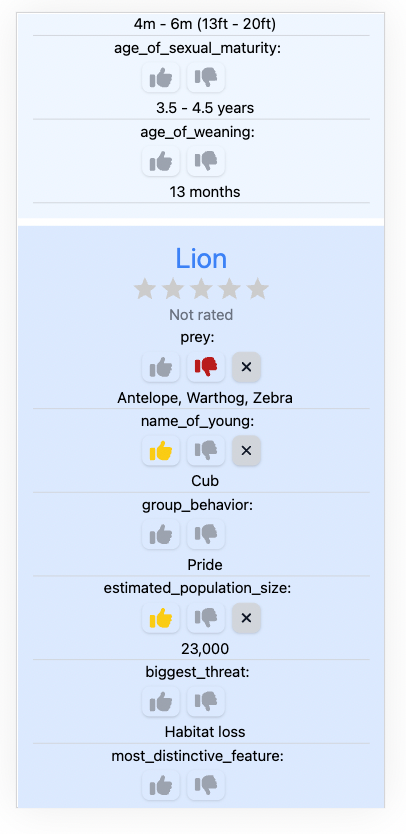 4m - 6m (13ft - 20ft)
age_of_sexual_maturity:
3.5 - 4.5 years
age_of_weaning:
13 months
Lion
Not rated
prey:
Antelope, Warthog, Zebra
name_of_young:
Cub
group_behavior:
Pride
estimated_population_size:
23,000
biggest_threat:
Habitat loss
most_distinctive_feature: